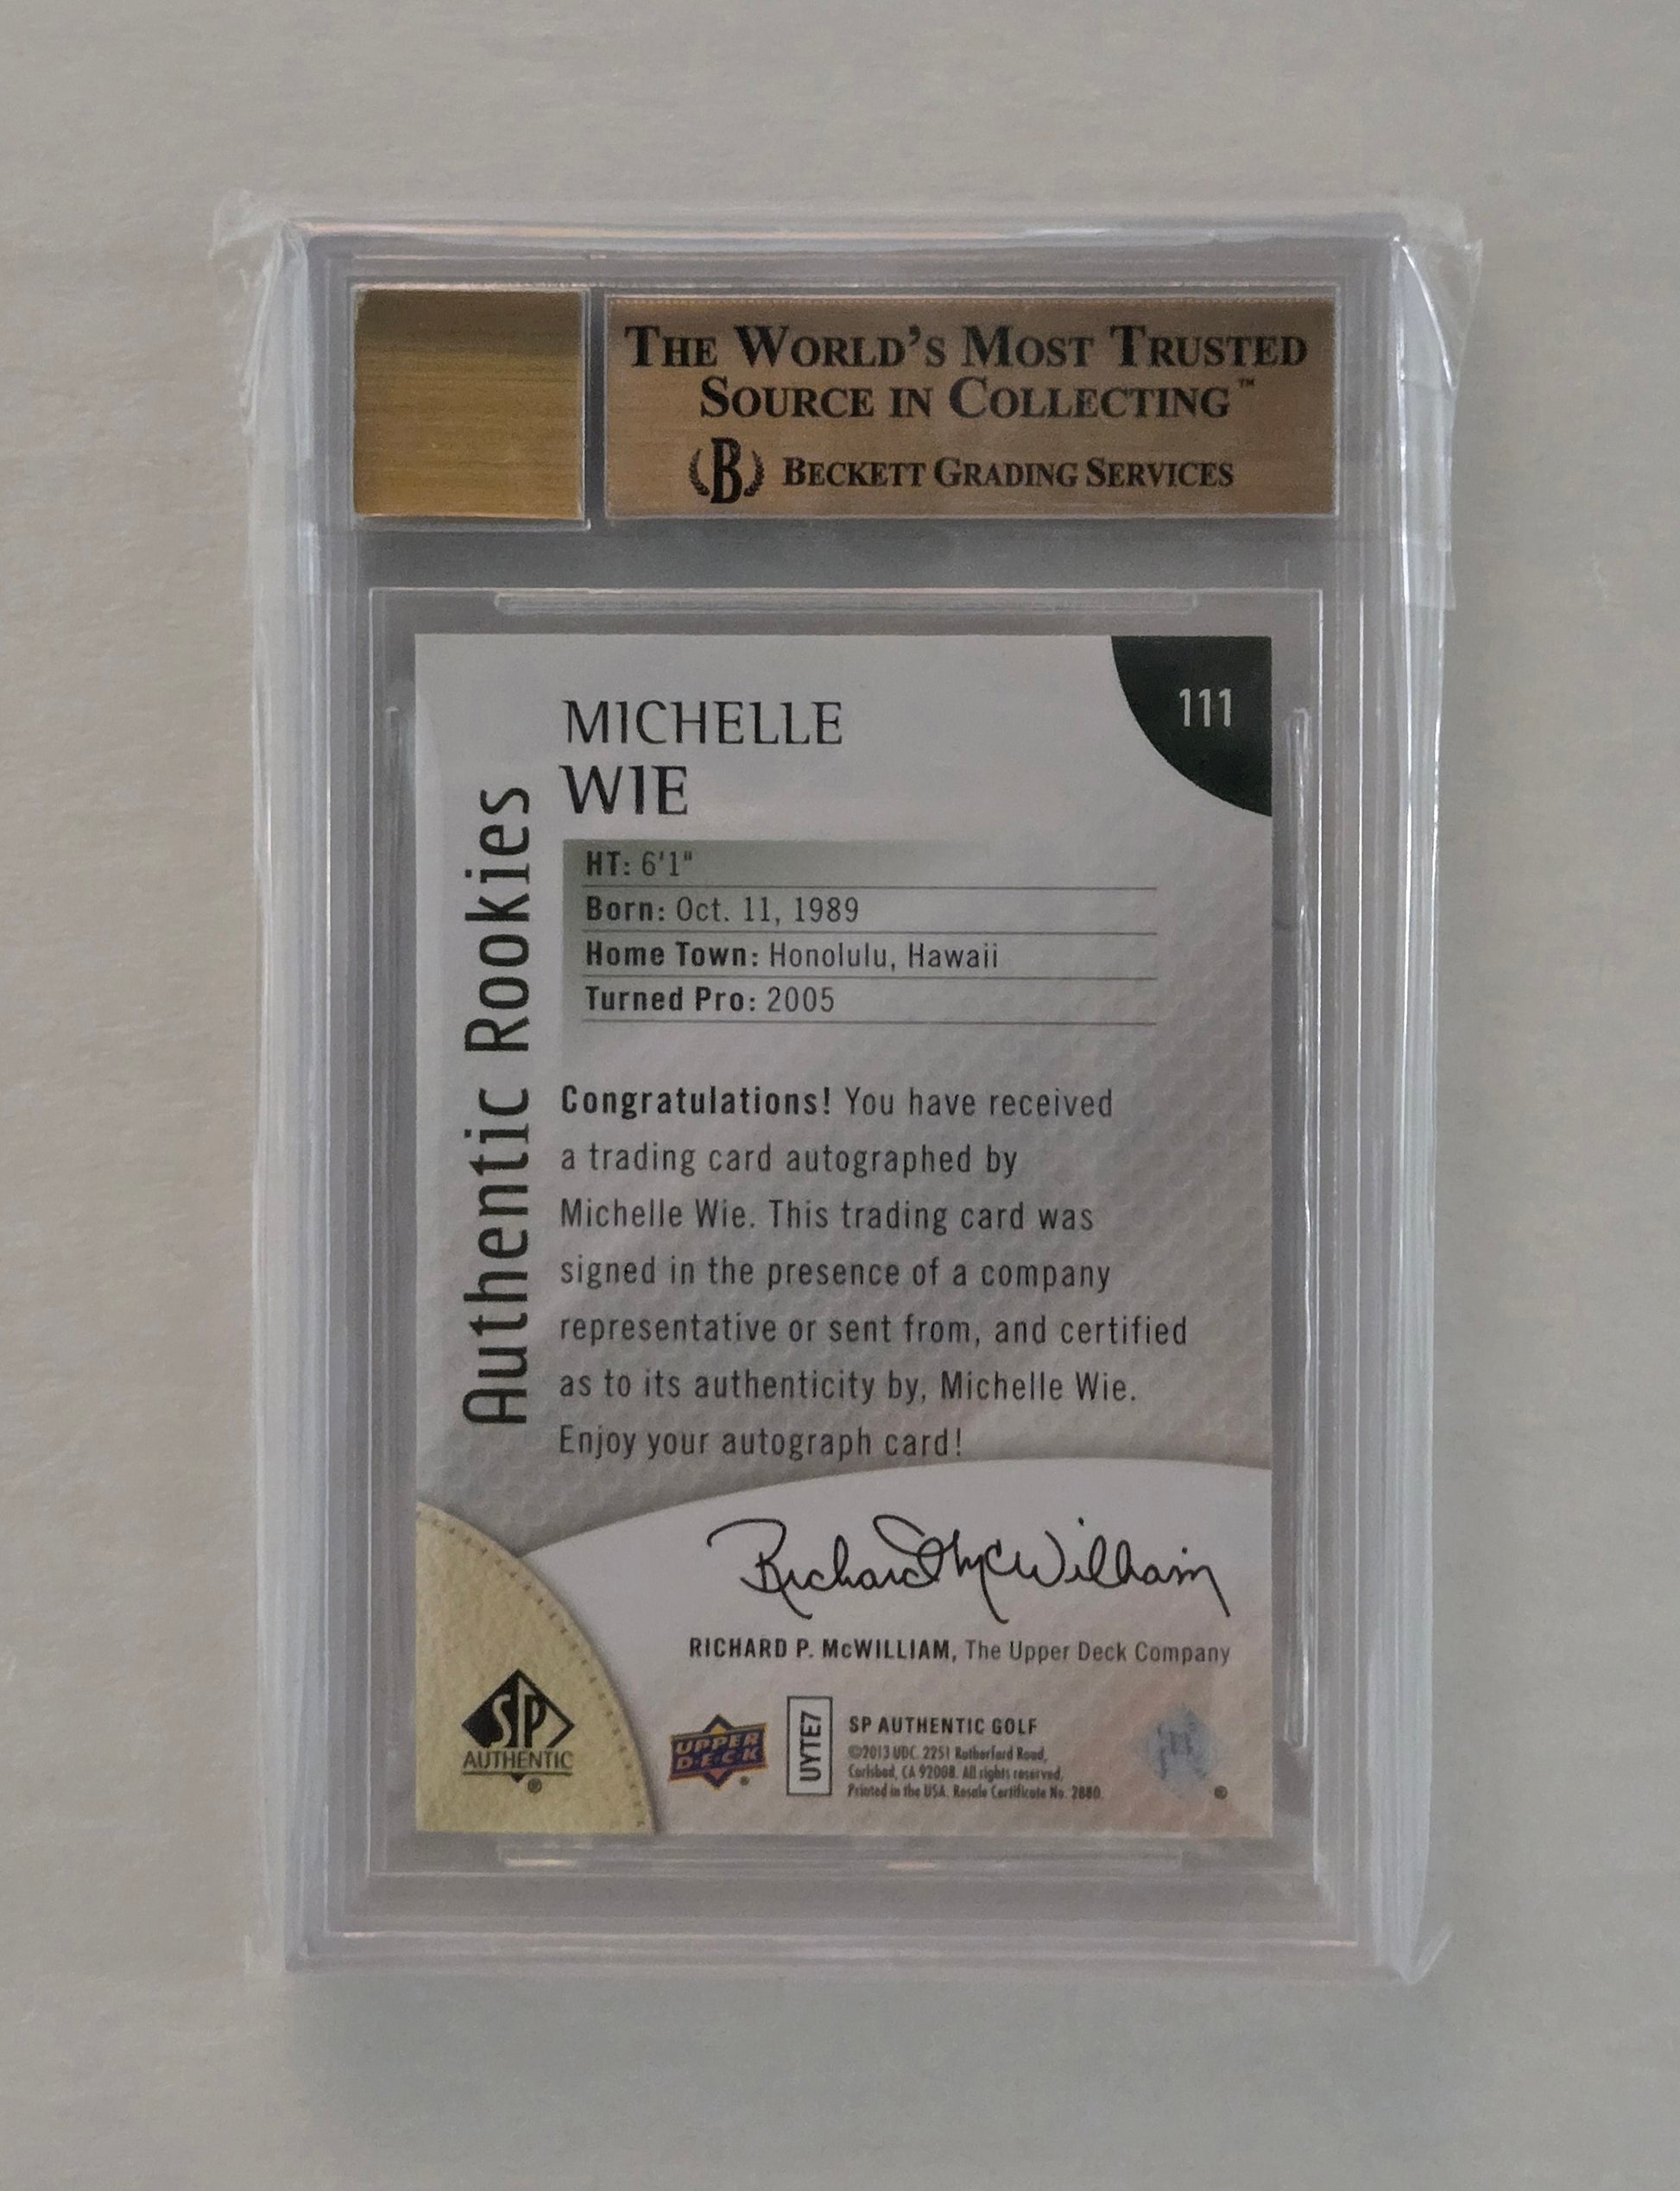 THE WORLD'S MOST TRUSTED
SOURCE IN COLLECTING™
B BECKETT GRADING SERVICES
111
MICHELLE
WIE
Authentic Rookies
HT: 6'1"
Born: Oct. 11, 1989
Home Town: Honolulu, Hawaii
Turned Pro: 2005
Congratulations! You have received
a trading card autographed by
Michelle Wie. This trading card was
signed in the presence of a company
representative or sent from, and certified
as to its authenticity by, Michelle Wie.
Enjoy your autograph card!
Richard McWilliam
RICHARD P. McWILLIAM, The Upper Deck Company
SP
AUTHENTIC
®
UPPER
DECK
®
UYTE7
SP AUTHENTIC GOLF
©2013 UDC. 2251 Rutherford Road,
Carlsbad, CA 92008. All rights reserved.
Printed in the USA. Resale Certificate No. 2880.
®